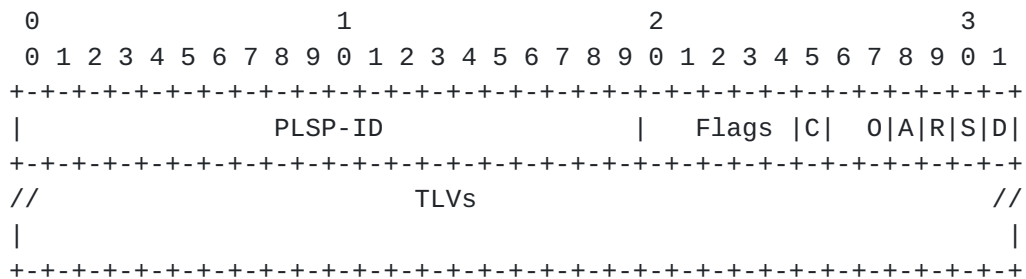 0                   1                   2                   3
 0 1 2 3 4 5 6 7 8 9 0 1 2 3 4 5 6 7 8 9 0 1 2 3 4 5 6 7 8 9 0 1
+-+-+-+-+-+-+-+-+-+-+-+-+-+-+-+-+-+-+-+-+-+-+-+-+-+-+-+-+-+-+-+-+
|                PLSP-ID                |   Flags |C|  O|A|R|S|D|
+-+-+-+-+-+-+-+-+-+-+-+-+-+-+-+-+-+-+-+-+-+-+-+-+-+-+-+-+-+-+-+-+
//                        TLVs                                 //
|                                                               |
+-+-+-+-+-+-+-+-+-+-+-+-+-+-+-+-+-+-+-+-+-+-+-+-+-+-+-+-+-+-+-+-+